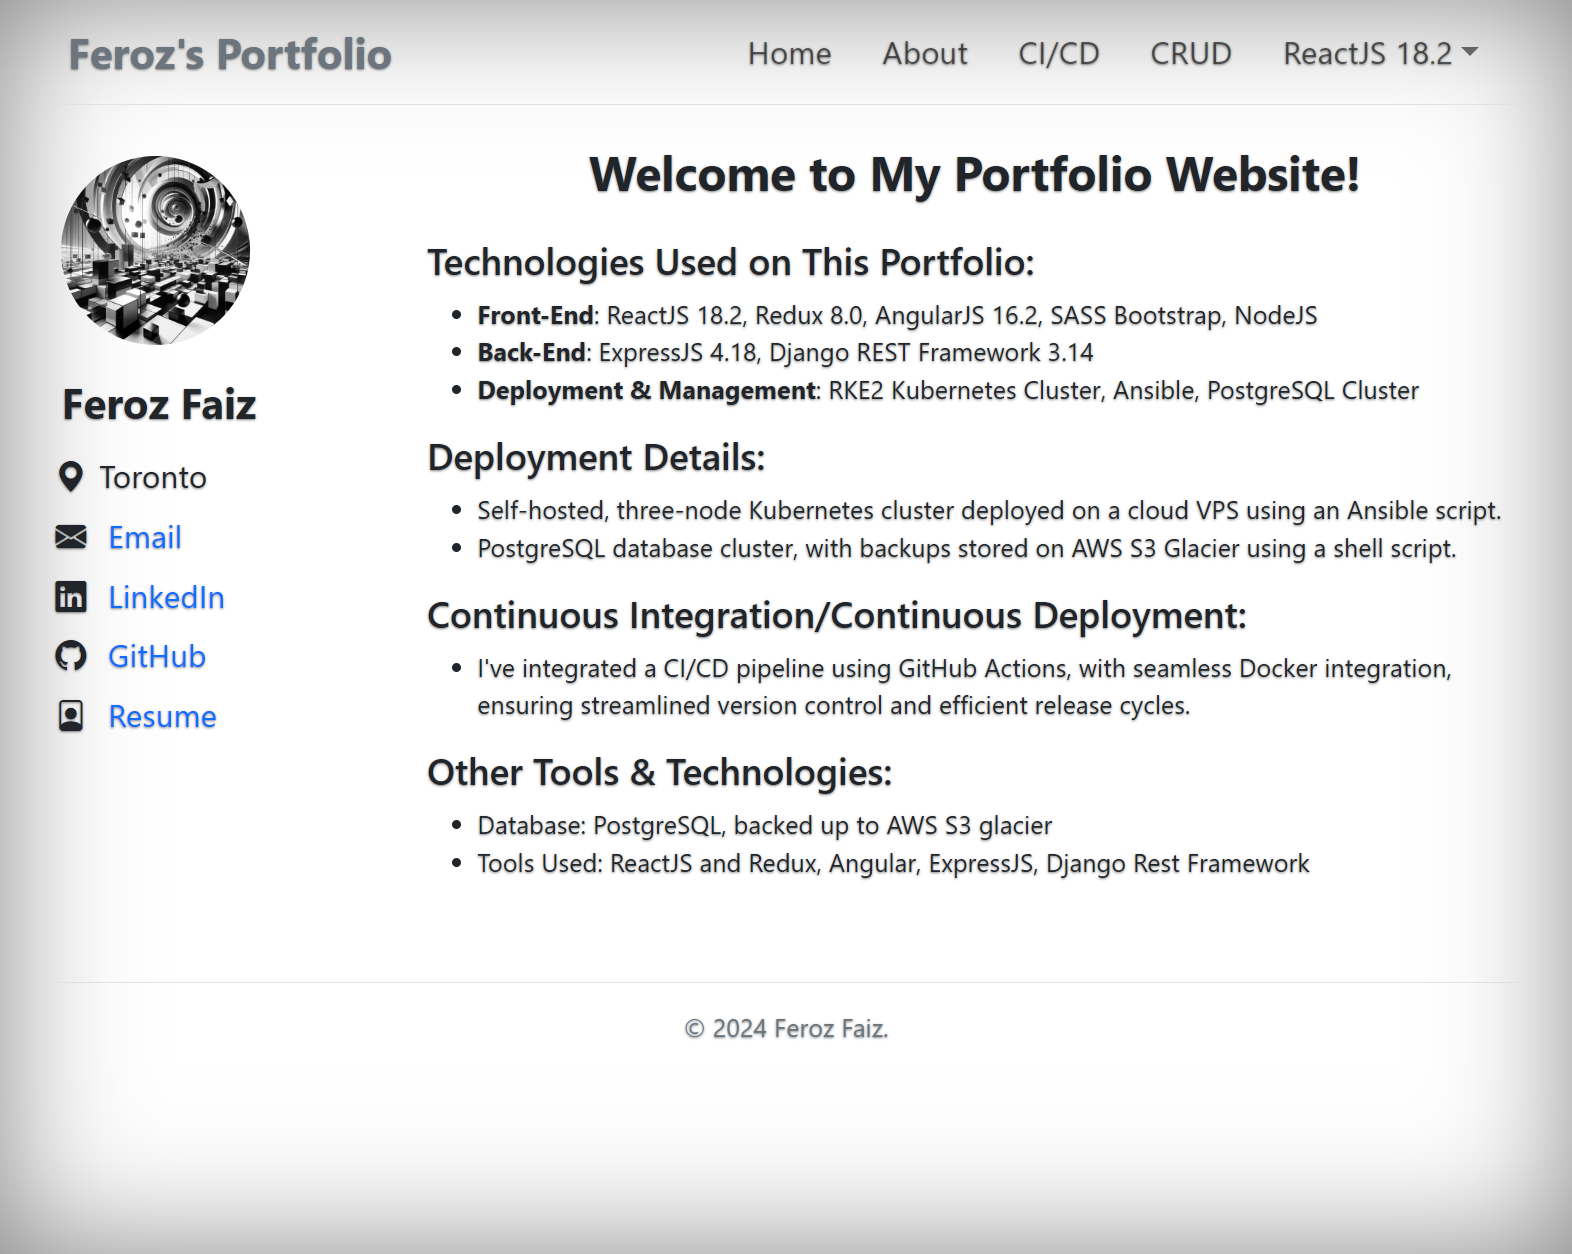 Feroz's Portfolio
Home About CI/CD CRUD ReactJS 18.2
Feroz Faiz
Toronto
Email
LinkedIn
GitHub
Resume
Welcome to My Portfolio Website!
Technologies Used on This Portfolio:
• Front-End: ReactJS 18.2, Redux 8.0, AngularJS 16.2, SASS Bootstrap, NodeJS
• Back-End: ExpressJS 4.18, Django REST Framework 3.14
• Deployment & Management: RKE2 Kubernetes Cluster, Ansible, PostgreSQL Cluster
Deployment Details:
• Self-hosted, three-node Kubernetes cluster deployed on a cloud VPS using an Ansible script.
• PostgreSQL database cluster, with backups stored on AWS S3 Glacier using a shell script.
Continuous Integration/Continuous Deployment:
• I've integrated a CI/CD pipeline using GitHub Actions, with seamless Docker integration,
ensuring streamlined version control and efficient release cycles.
Other Tools & Technologies:
• Database: PostgreSQL, backed up to AWS S3 glacier
• Tools Used: ReactJS and Redux, Angular, ExpressJS, Django Rest Framework
© 2024 Feroz Faiz.